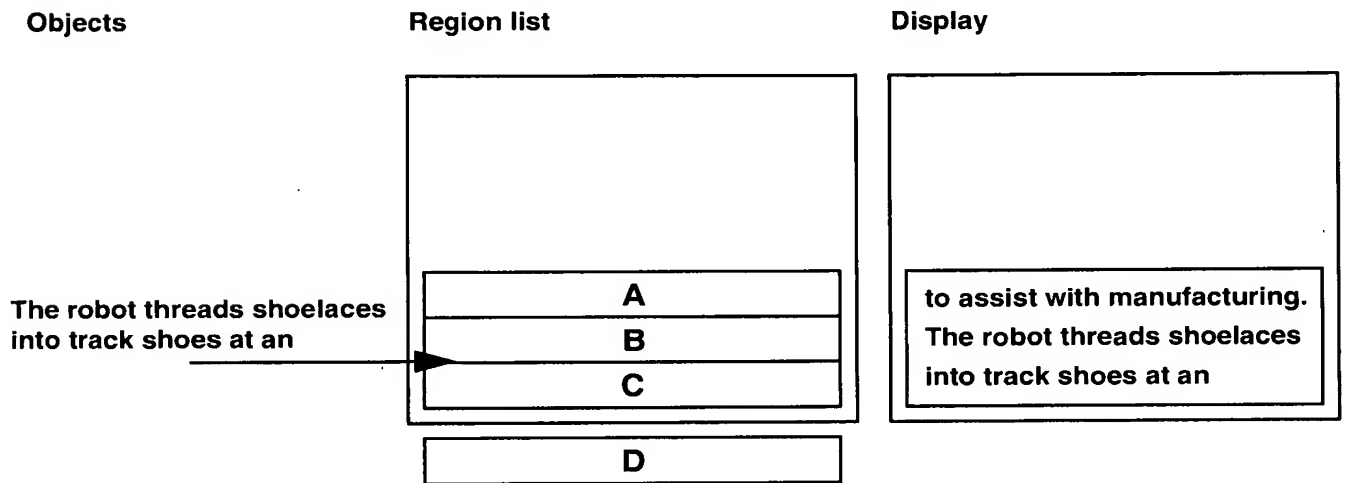 Objects
Region list
Display
The robot threads shoelaces
into track shoes at an
A
B
C
D
to assist with manufacturing.
The robot threads shoelaces
into track shoes at an